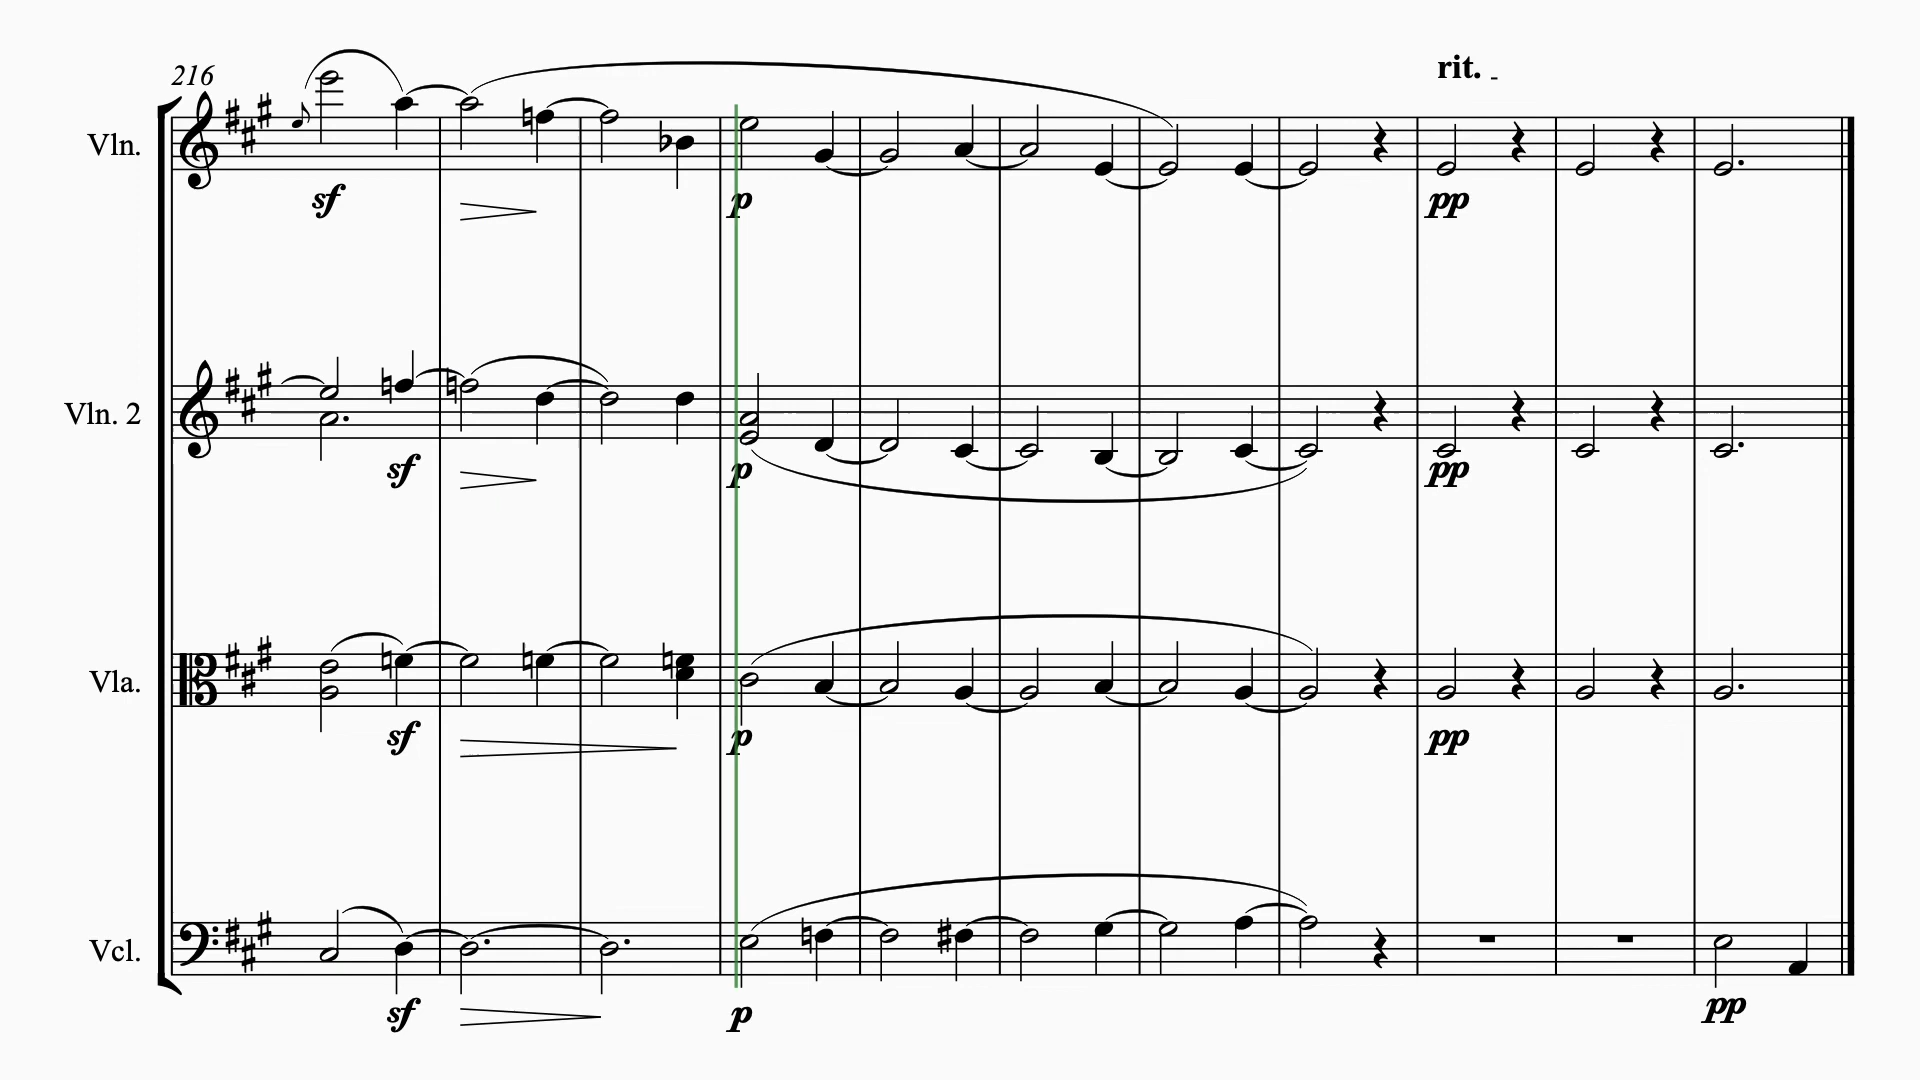 216
rit. -
Vln.
sf
p
pp
Vln. 2
sf
p
pp
Vla.
sf
p
pp
Vcl.
sf
p
pp